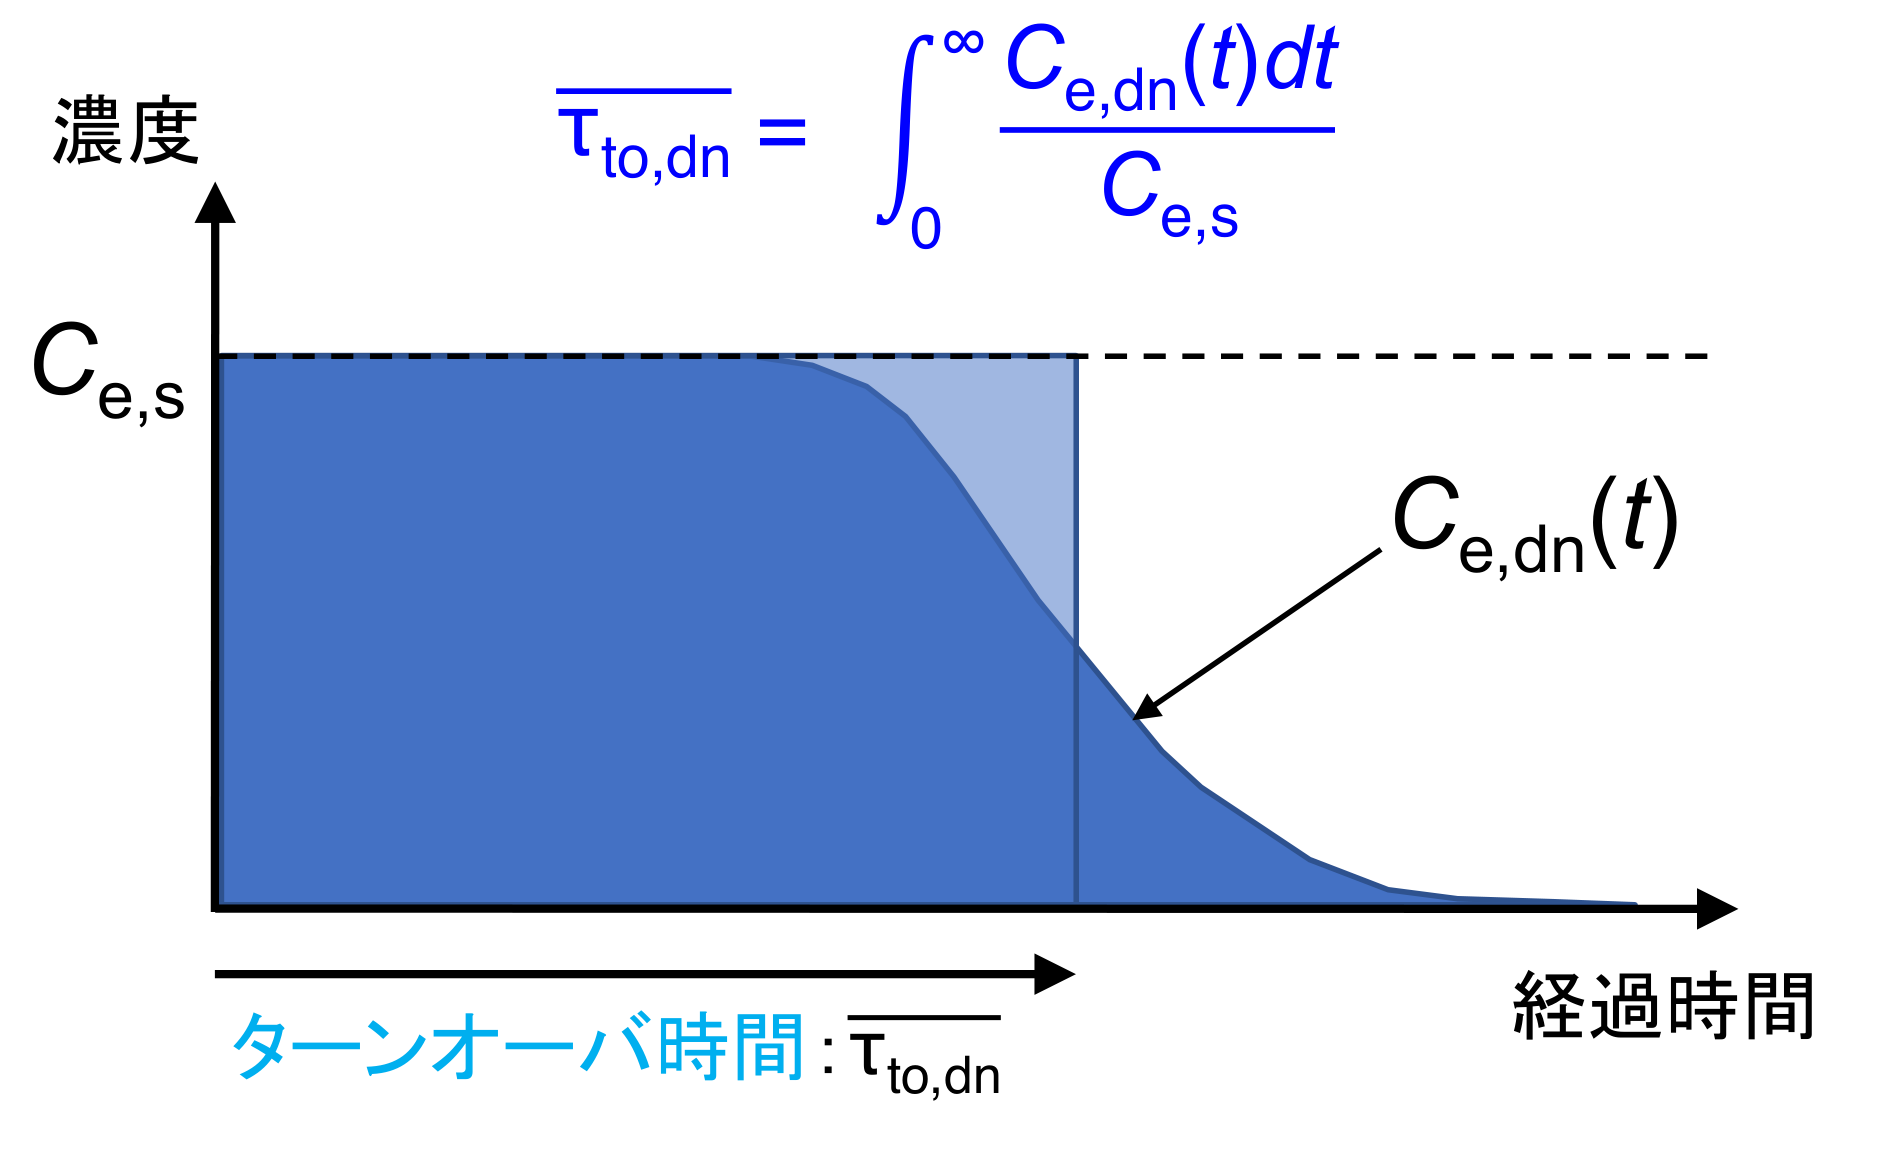 濃度
τ̅to,dn = ∫0∞ Ce,dn(t)dt / Ce,s
Ce,s
Ce,dn(t)
経過時間
ターンオーバ時間：τ̅to,dn